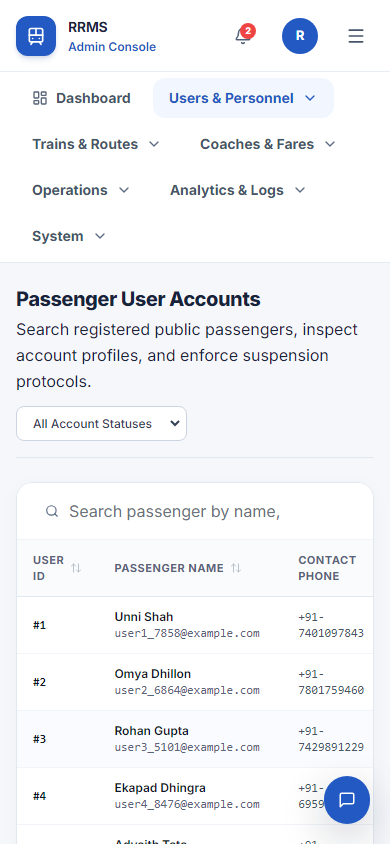 RRMS
Admin Console
2
R
Dashboard
Users & Personnel
Trains & Routes
Coaches & Fares
Operations
Analytics & Logs
System
Passenger User Accounts
Search registered public passengers, inspect
account profiles, and enforce suspension
protocols.
All Account Statuses
Search passenger by name,
USER ID
PASSENGER NAME
CONTACT PHONE
#1
Unni Shah
user1_7858@example.com
+91-
7401097843
#2
Omya Dhillon
user2_6864@example.com
+91-
7801759460
#3
Rohan Gupta
user3_5101@example.com
+91-
7429891229
#4
Ekapad Dhingra
user4_8476@example.com
+91-
6959